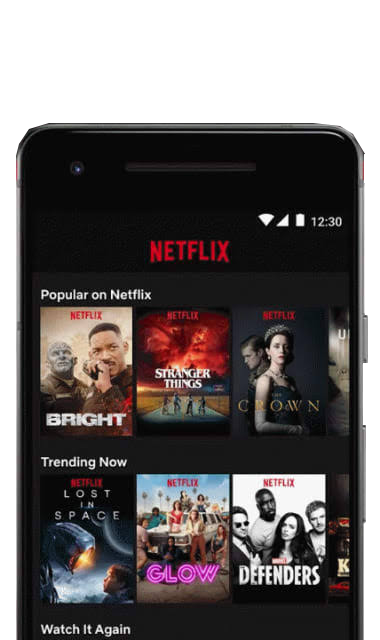 12:30
NETFLIX
Popular on Netflix
NETFLIX
BRIGHT
NETFLIX
STRANGER
THINGS
NETFLIX
THE
CROWN
Trending Now
NETFLIX
LOST
IN
SPACE
NETFLIX
GLOW
NETFLIX
MARVEL
DEFENDERS
Watch It Again